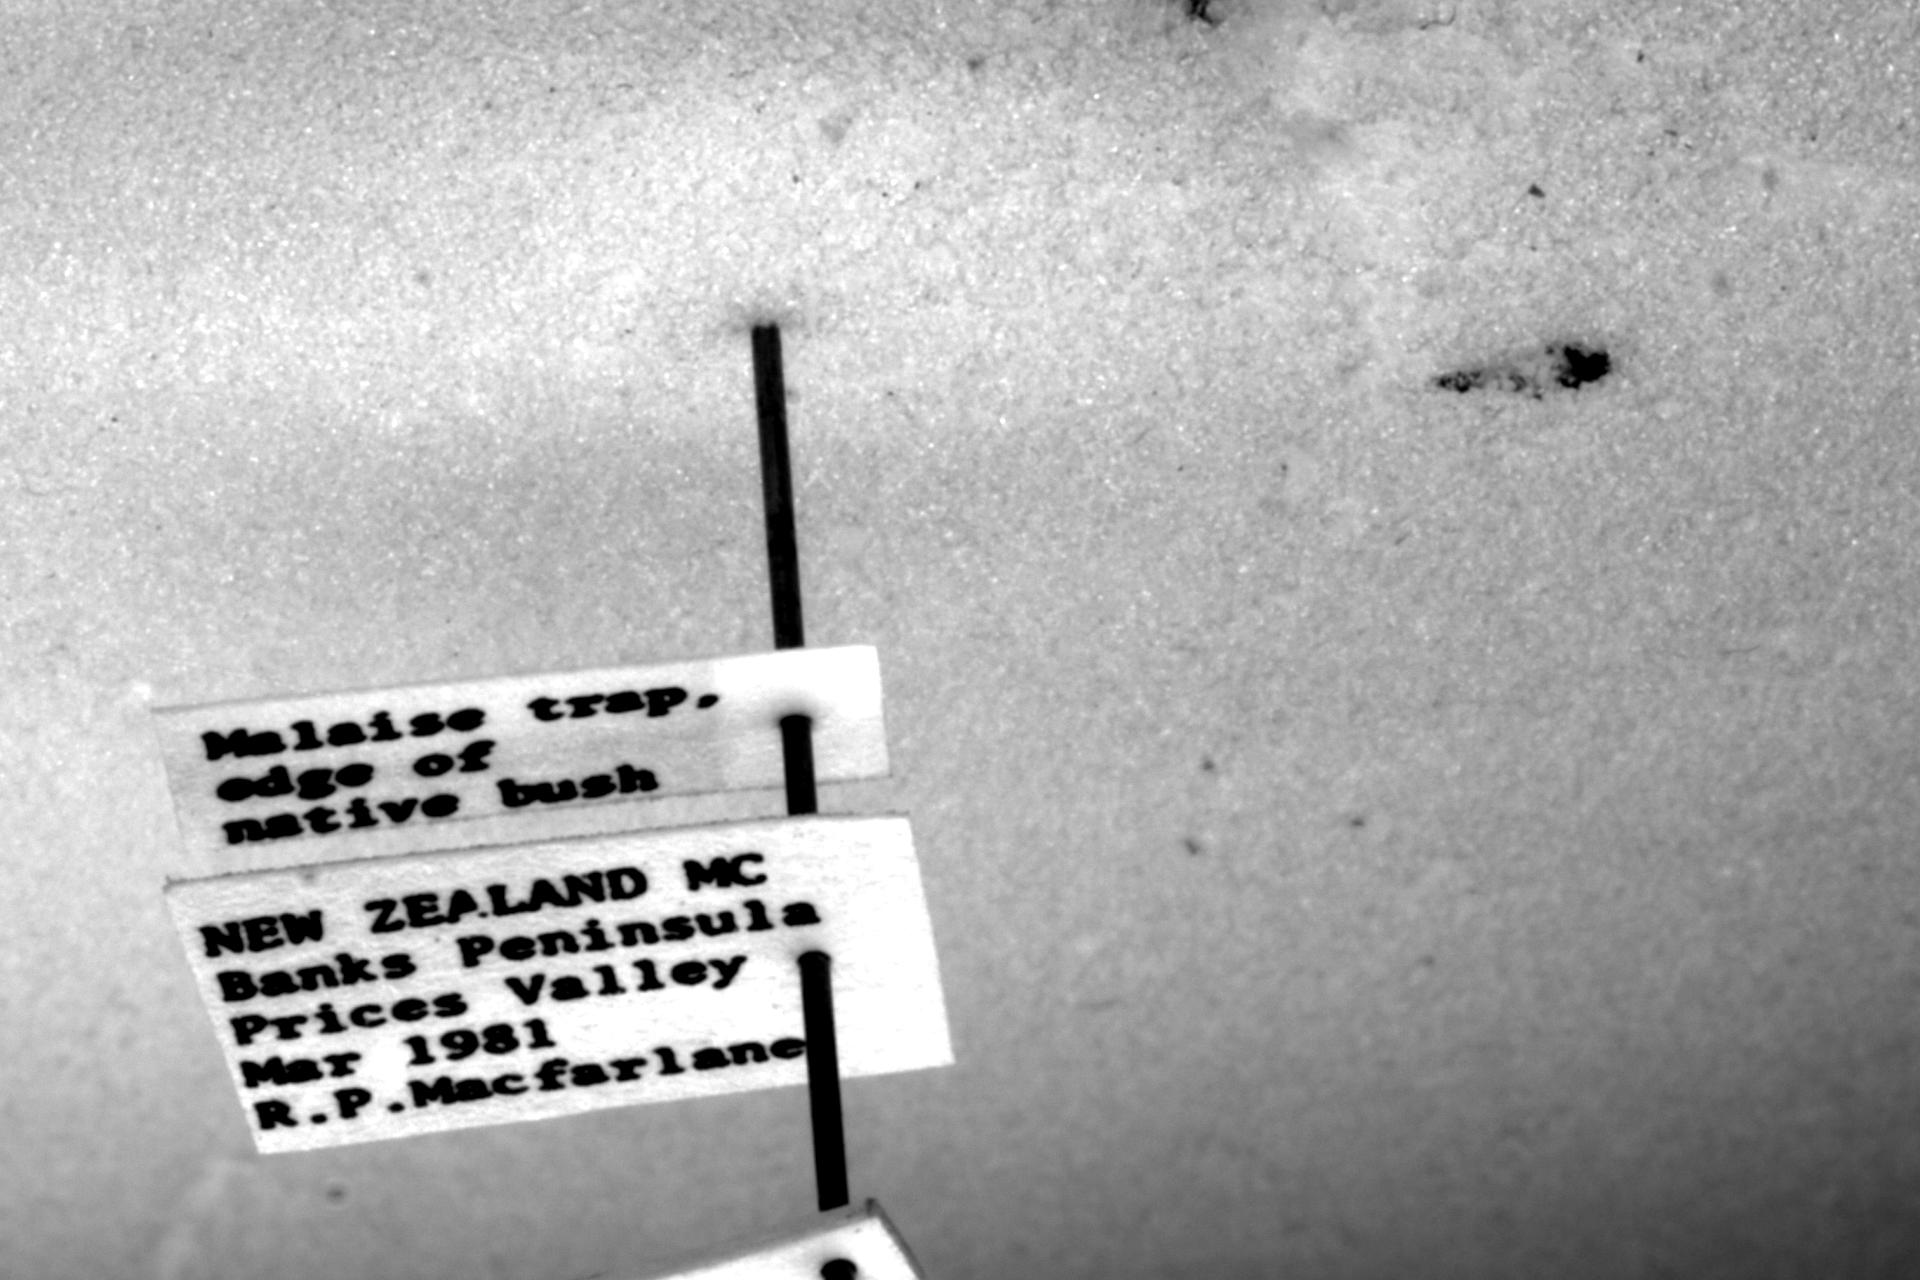 Malaise trap,
edge of
native bush
NEW ZEALAND MC
Banks Peninsula
Prices Valley
Mar 1981
R.P.Macfarlane